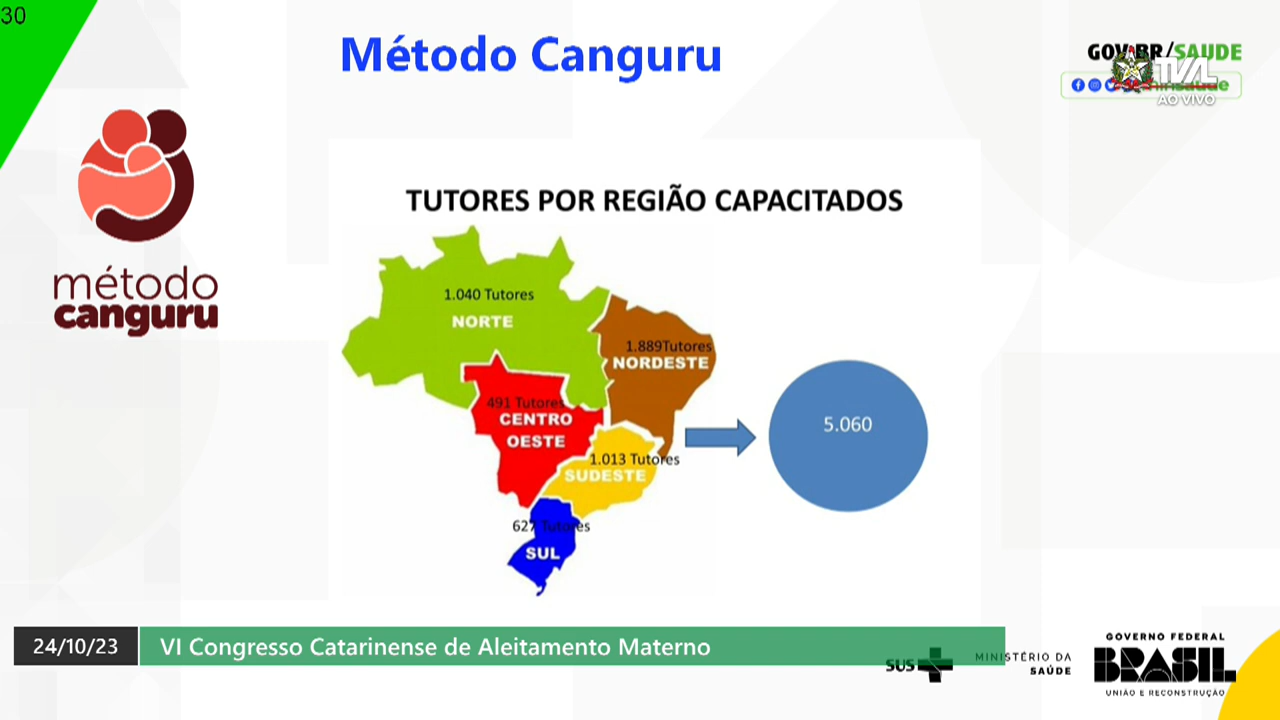 30
Método Canguru
GOV.BR/SAUDE
TVAL
AO VIVO
método
canguru
TUTORES POR REGIÃO CAPACITADOS
1.040 Tutores
NORTE
1.889Tutores
NORDESTE
491 Tutores
CENTRO
OESTE
5.060
1.013 Tutores
SUDESTE
627 Tutores
SUL
24/10/23
VI Congresso Catarinense de Aleitamento Materno
SUS
MINISTÉRIO DA
SAÚDE
GOVERNO FEDERAL
BRASIL
UNIÃO E RECONSTRUÇÃO